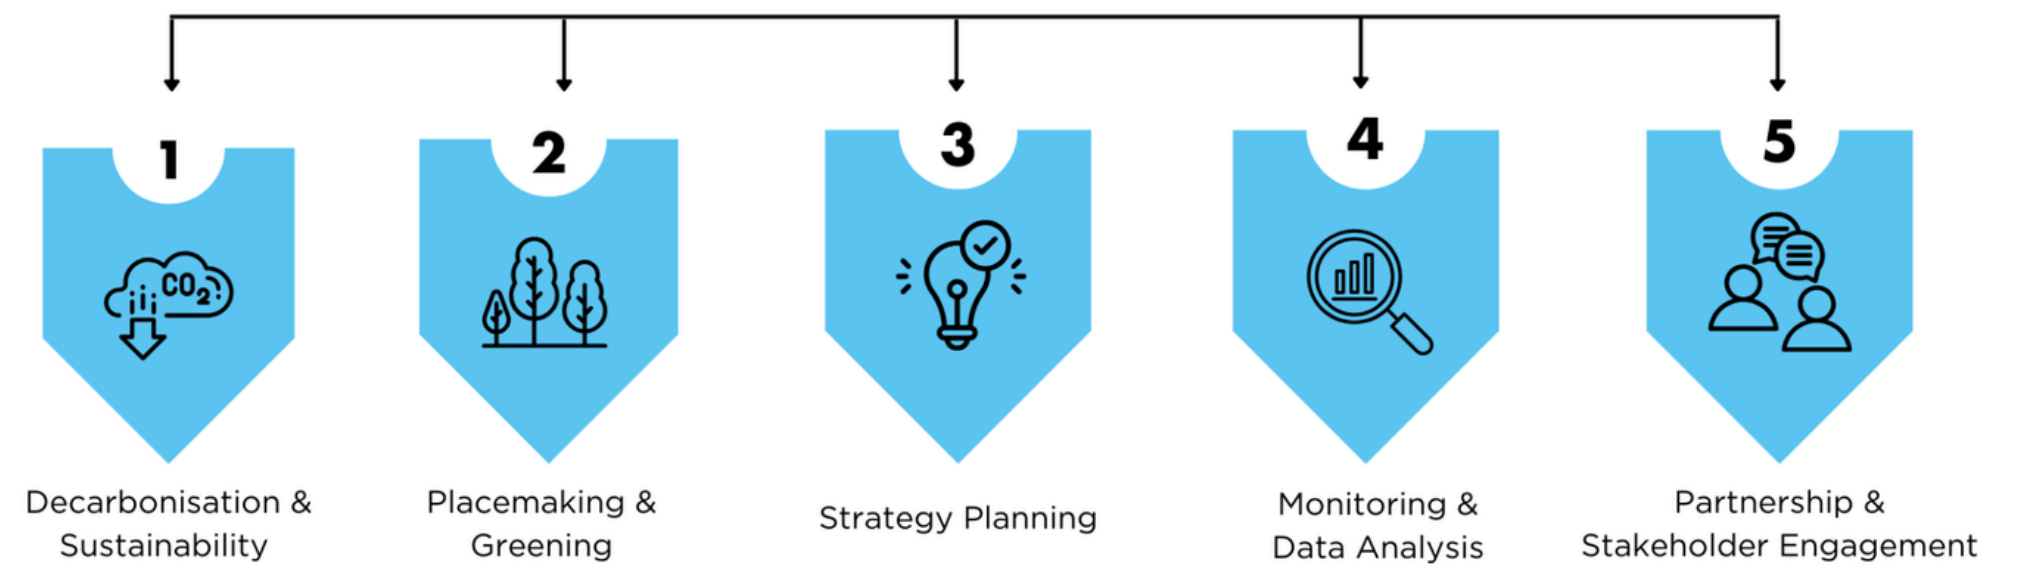 1
2
3
4
5
CO2
Decarbonisation &
Sustainability
Placemaking &
Greening
Strategy Planning
Monitoring &
Data Analysis
Partnership &
Stakeholder Engagement